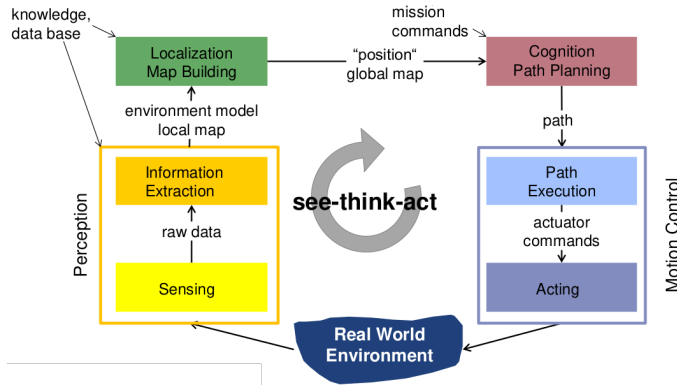 knowledge,
data base
mission
commands
Localization
Map Building
“position“
global map
Cognition
Path Planning
environment model
local map
path
Information
Extraction
Path
Execution
see-think-act
raw data
actuator
commands
Sensing
Acting
Perception
Motion Control
Real World
Environment